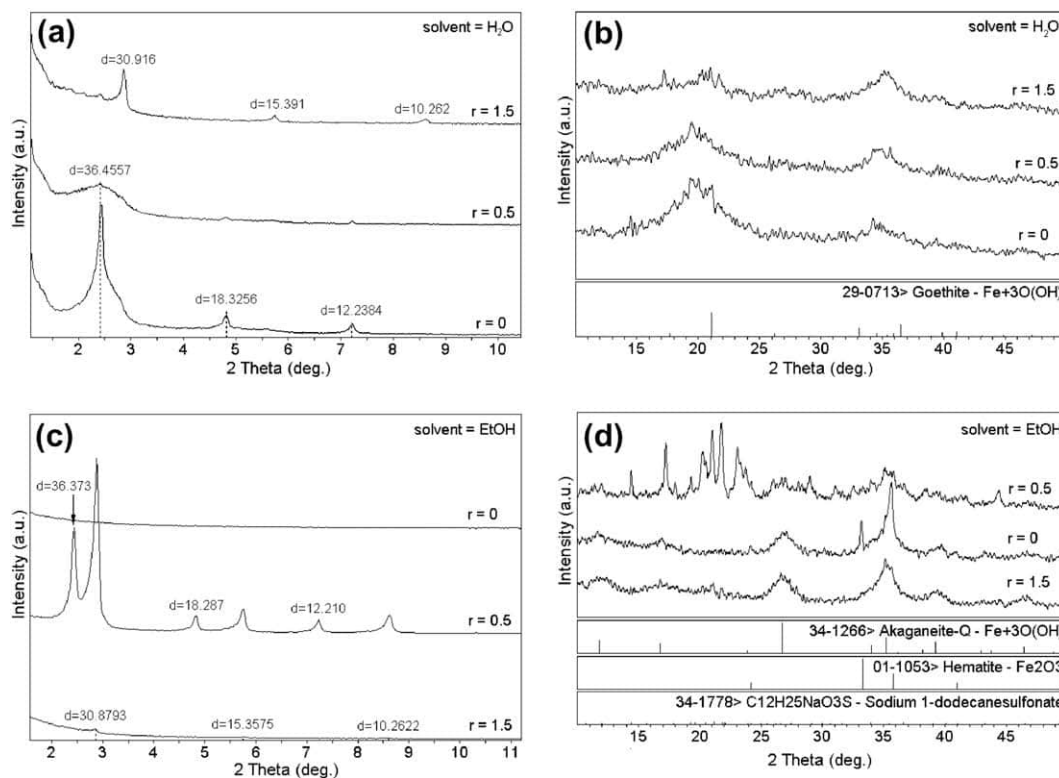 (a)
solvent = H2O
d=30.916
d=15.391
d=10.262
r = 1.5
d=36.4557
r = 0.5
d=18.3256
d=12.2384
r = 0
Intensity (a.u.)
2 3 4 5 6 7 8 9 10
2 Theta (deg.)
(b)
solvent = H2O
r = 1.5
r = 0.5
r = 0
Intensity (a.u.)
29-0713> Goethite - Fe+3O(OH)
15 20 25 30 35 40 45
2 Theta (deg.)
(c)
solvent = EtOH
d=36.373
r = 0
d=18.287
d=12.210
r = 0.5
d=30.8793
d=15.3575
d=10.2622
r = 1.5
Intensity (a.u.)
2 3 4 5 6 7 8 9 10 11
2 Theta (deg.)
(d)
solvent = EtOH
r = 0.5
r = 0
r = 1.5
Intensity (a.u.)
34-1266> Akaganeite-Q - Fe+3O(OH)
01-1053> Hematite - Fe2O3
34-1778> C12H25NaO3S - Sodium 1-dodecanesulfonate
15 20 25 30 35 40 45
2 Theta (deg.)